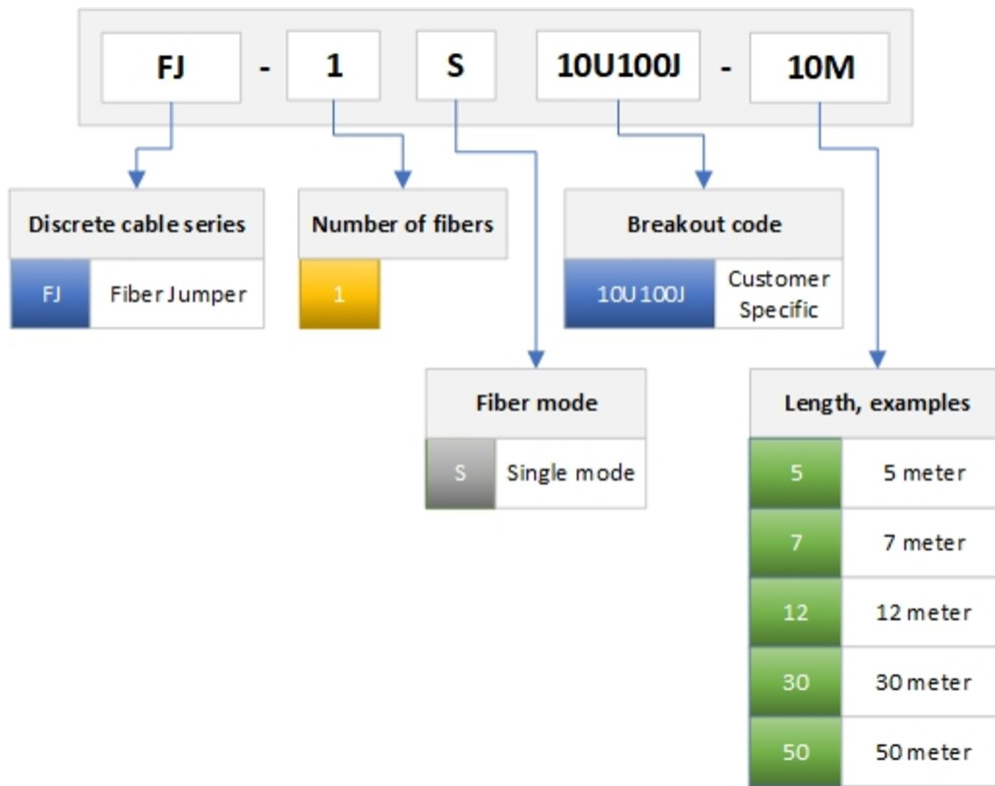 FJ - 1 S 10U100J - 10M
Discrete cable series
FJ Fiber Jumper
Number of fibers
1
Breakout code
10U100J Customer
Specific
Fiber mode
S Single mode
Length, examples
5 5 meter
7 7 meter
12 12 meter
30 30 meter
50 50 meter